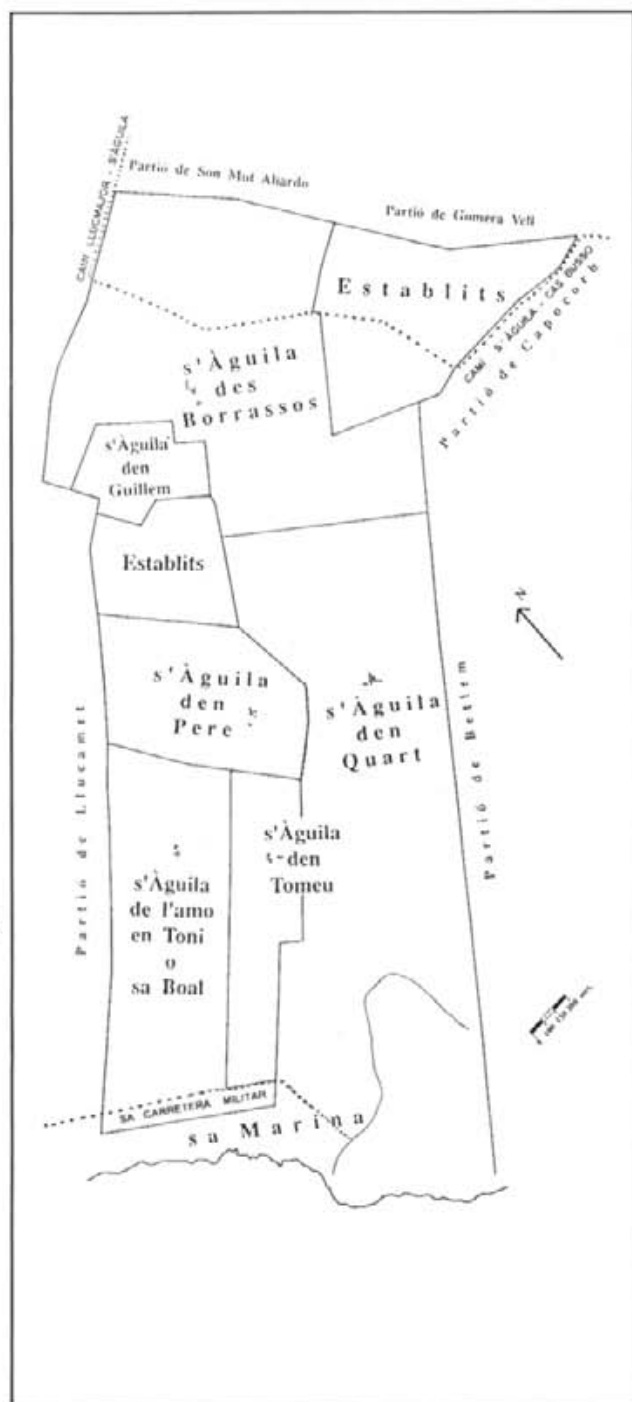 CAMÍ LLUCMAJOR - S'ÀGUILA
Partió de Son Mut Aliardo
Partió de Gomera Vell
Establits
CAMÍ S'ÀGUILA - CAS BUSSO
Partió de Capocorb
s'Àguila
des
Borrassos
s'Àguila
den
Guillem
Establits
N
s'Àguila
den
Pere
s'Àguila
den
Quart
Partió de Betlem
Partió de Llucamet
s'Àguila
den
Tomeu
s'Àguila
de l'amo
en Toni
o
sa Boal
SA CARRETERA MILITAR
sa Marina